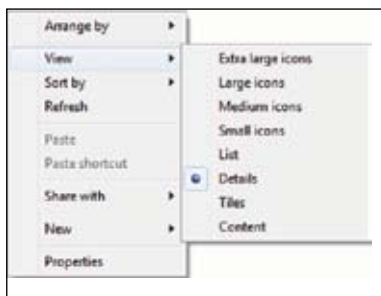 Arrange by
View
Sort by
Refresh
Paste
Paste shortcut
Share with
New
Properties
Extra large icons
Large icons
Medium icons
Small icons
List
Details
Tiles
Content